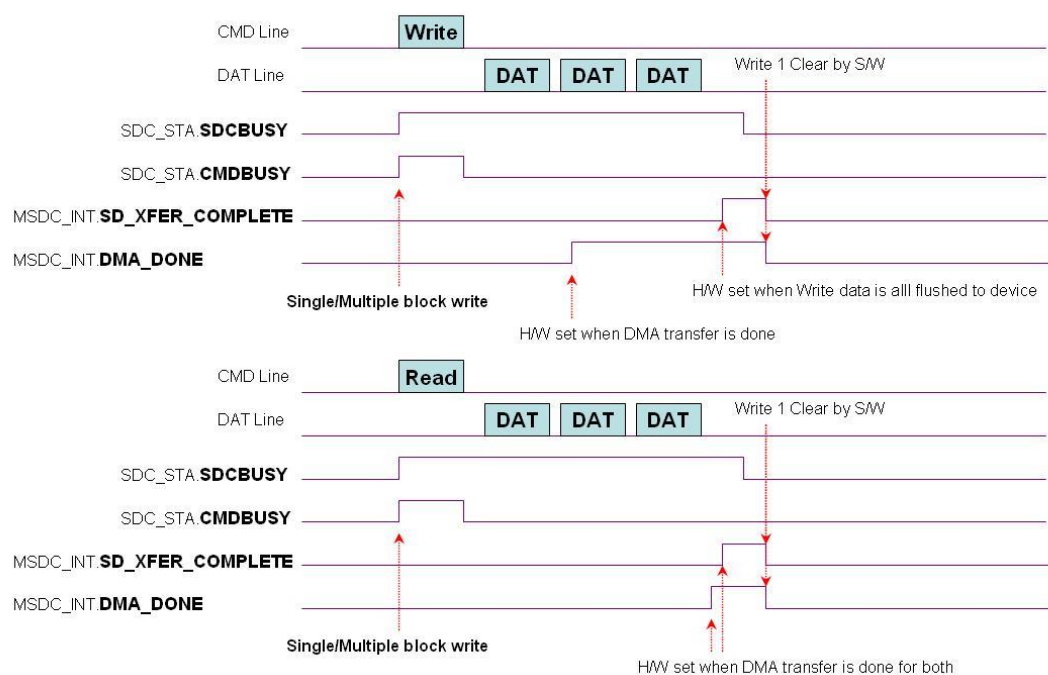 CMD Line
Write
DAT Line
DAT DAT DAT
Write 1 Clear by S/W
SDC_STA.SDCBUSY
SDC_STA.CMDBUSY
MSDC_INT.SD_XFER_COMPLETE
MSDC_INT.DMA_DONE
Single/Multiple block write
H/W set when Write data is alll flushed to device
H/W set when DMA transfer is done
CMD Line
Read
DAT Line
DAT DAT DAT
Write 1 Clear by S/W
SDC_STA.SDCBUSY
SDC_STA.CMDBUSY
MSDC_INT.SD_XFER_COMPLETE
MSDC_INT.DMA_DONE
Single/Multiple block write
H/W set when DMA transfer is done for both